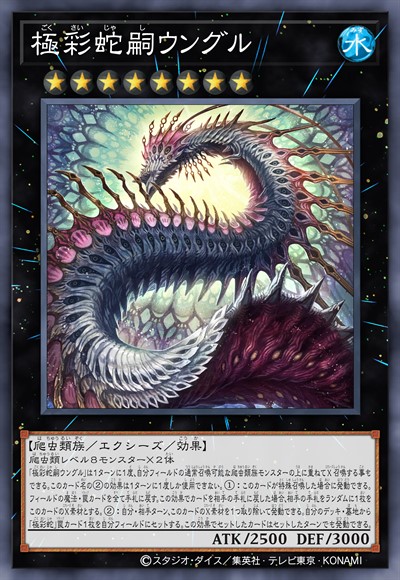 極彩蛇嗣ウングル
水
【爬虫類族／エクシーズ／効果】
爬虫類レベル8モンスター×2体
「極彩蛇嗣ウングル」は1ターンに1度、自分フィールドの通常召喚可能な爬虫類族モンスターの上に重ねてX召喚する事も
できる。このカード名の②の効果は1ターンに1度しか使用できない。①：このカードが特殊召喚した場合に発動できる。
フィールドの魔法・罠カードを全て手札に戻す。この効果でカードを相手の手札に戻した場合、相手の手札をランダムに1枚を
このカードのX素材とする。②：自分・相手ターン、このカードのX素材を1つ取り除いて発動できる。自分のデッキ・墓地から
「極彩蛇」罠カード1枚を自分フィールドにセットする。この効果でセットしたカードはセットしたターンでも発動できる。
ATK/2500 DEF/3000
©スタジオ・ダイス／集英社・テレビ東京・KONAMI